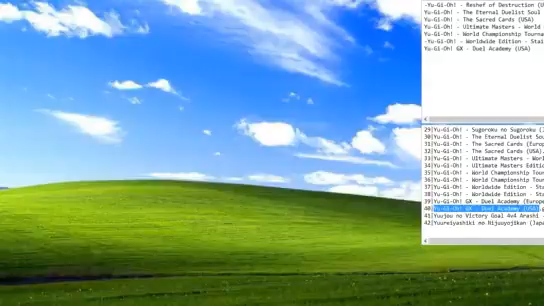 -Yu-Gi-Oh! - Reshef of Destruction (U
Yu-Gi-Oh! - The Eternal Duelist Soul
Yu-Gi-Oh! - The Sacred Cards (USA)
Yu-Gi-Oh! - Ultimate Masters - World
Yu-Gi-Oh! - World Championship Tourna
-Yu-Gi-Oh! - Worldwide Edition - Stai
Yu-Gi-Oh! GX - Duel Academy (USA)
29 Yu-Gi-Oh! - Sugoroku no Sugoroku (J
30 Yu-Gi-Oh! - The Eternal Duelist Sou
31 Yu-Gi-Oh! - The Sacred Cards (Europ
32 Yu-Gi-Oh! - The Sacred Cards (USA).
33 Yu-Gi-Oh! - Ultimate Masters - Worl
34 Yu-Gi-Oh! - Ultimate Masters - Worl
35 Yu-Gi-Oh! - World Championship Tour
36 Yu-Gi-Oh! - World Championship Tour
37 Yu-Gi-Oh! - Worldwide Edition - Sta
38 Yu-Gi-Oh! - Worldwide Edition - Sta
39 Yu-Gi-Oh! GX - Duel Academy (Europe
40 Yu-Gi-Oh! GX - Duel Academy (USA)
41 Yuujou no Victory Goal 4v4 Arashi
42 Yuureiyashiki no Nijuuyojikan (Japa